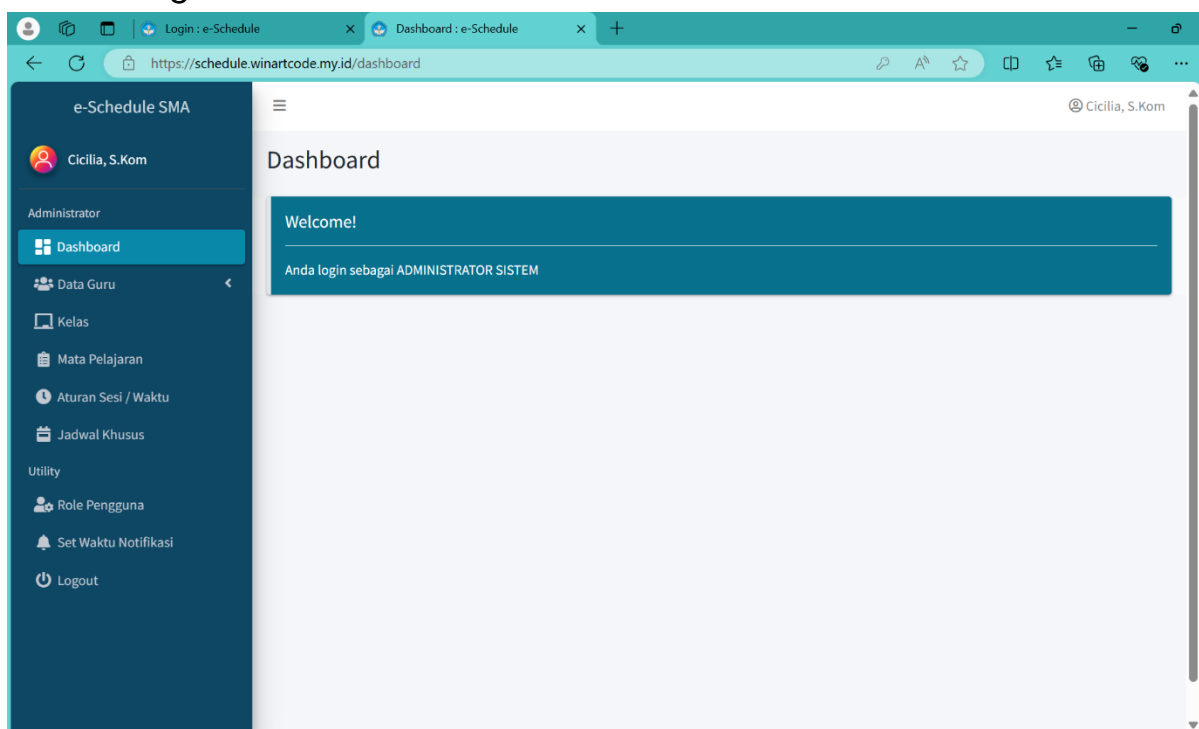 Login : e-Schedule
Dashboard : e-Schedule
https://schedule.winartcode.my.id/dashboard
e-Schedule SMA
Cicilia, S.Kom
Cicilia, S.Kom
Dashboard
Administrator
Welcome!
Dashboard
Anda login sebagai ADMINISTRATOR SISTEM
Data Guru
Kelas
Mata Pelajaran
Aturan Sesi / Waktu
Jadwal Khusus
Utility
Role Pengguna
Set Waktu Notifikasi
Logout